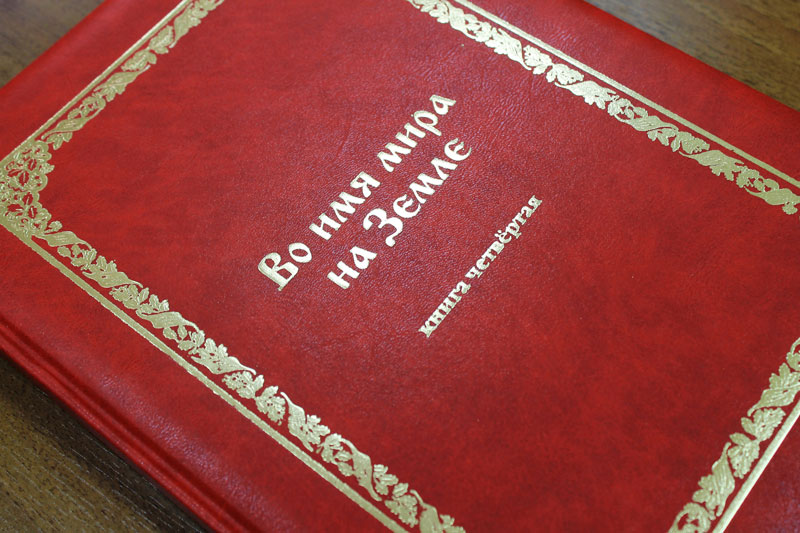 Во имя мира
на Земле
книга четвёртая